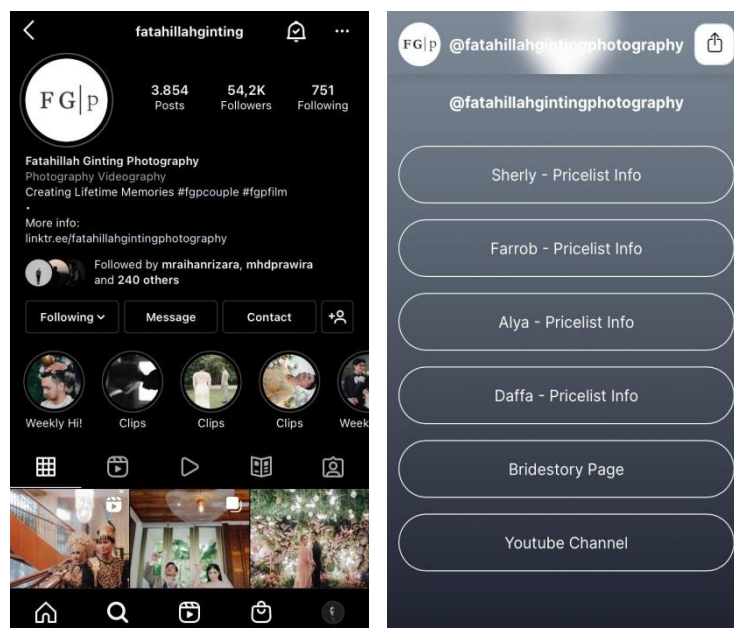 fatahillahginting
FG|p
3.854 54,2K 751
Posts Followers Following
Fatahillah Ginting Photography
Photography Videography
Creating Lifetime Memories #fgpcouple #fgpfilm
.
More info:
linktr.ee/fatahillahgintingphotography
Followed by mraihanrizara, mhdprawira
and 240 others
Following Message Contact
Weekly Hi! Clips Clips Clips Week
FG|p @fatahillahgintingphotography
@fatahillahgintingphotography
Sherly - Pricelist Info
Farrob - Pricelist Info
Alya - Pricelist Info
Daffa - Pricelist Info
Bridestory Page
Youtube Channel